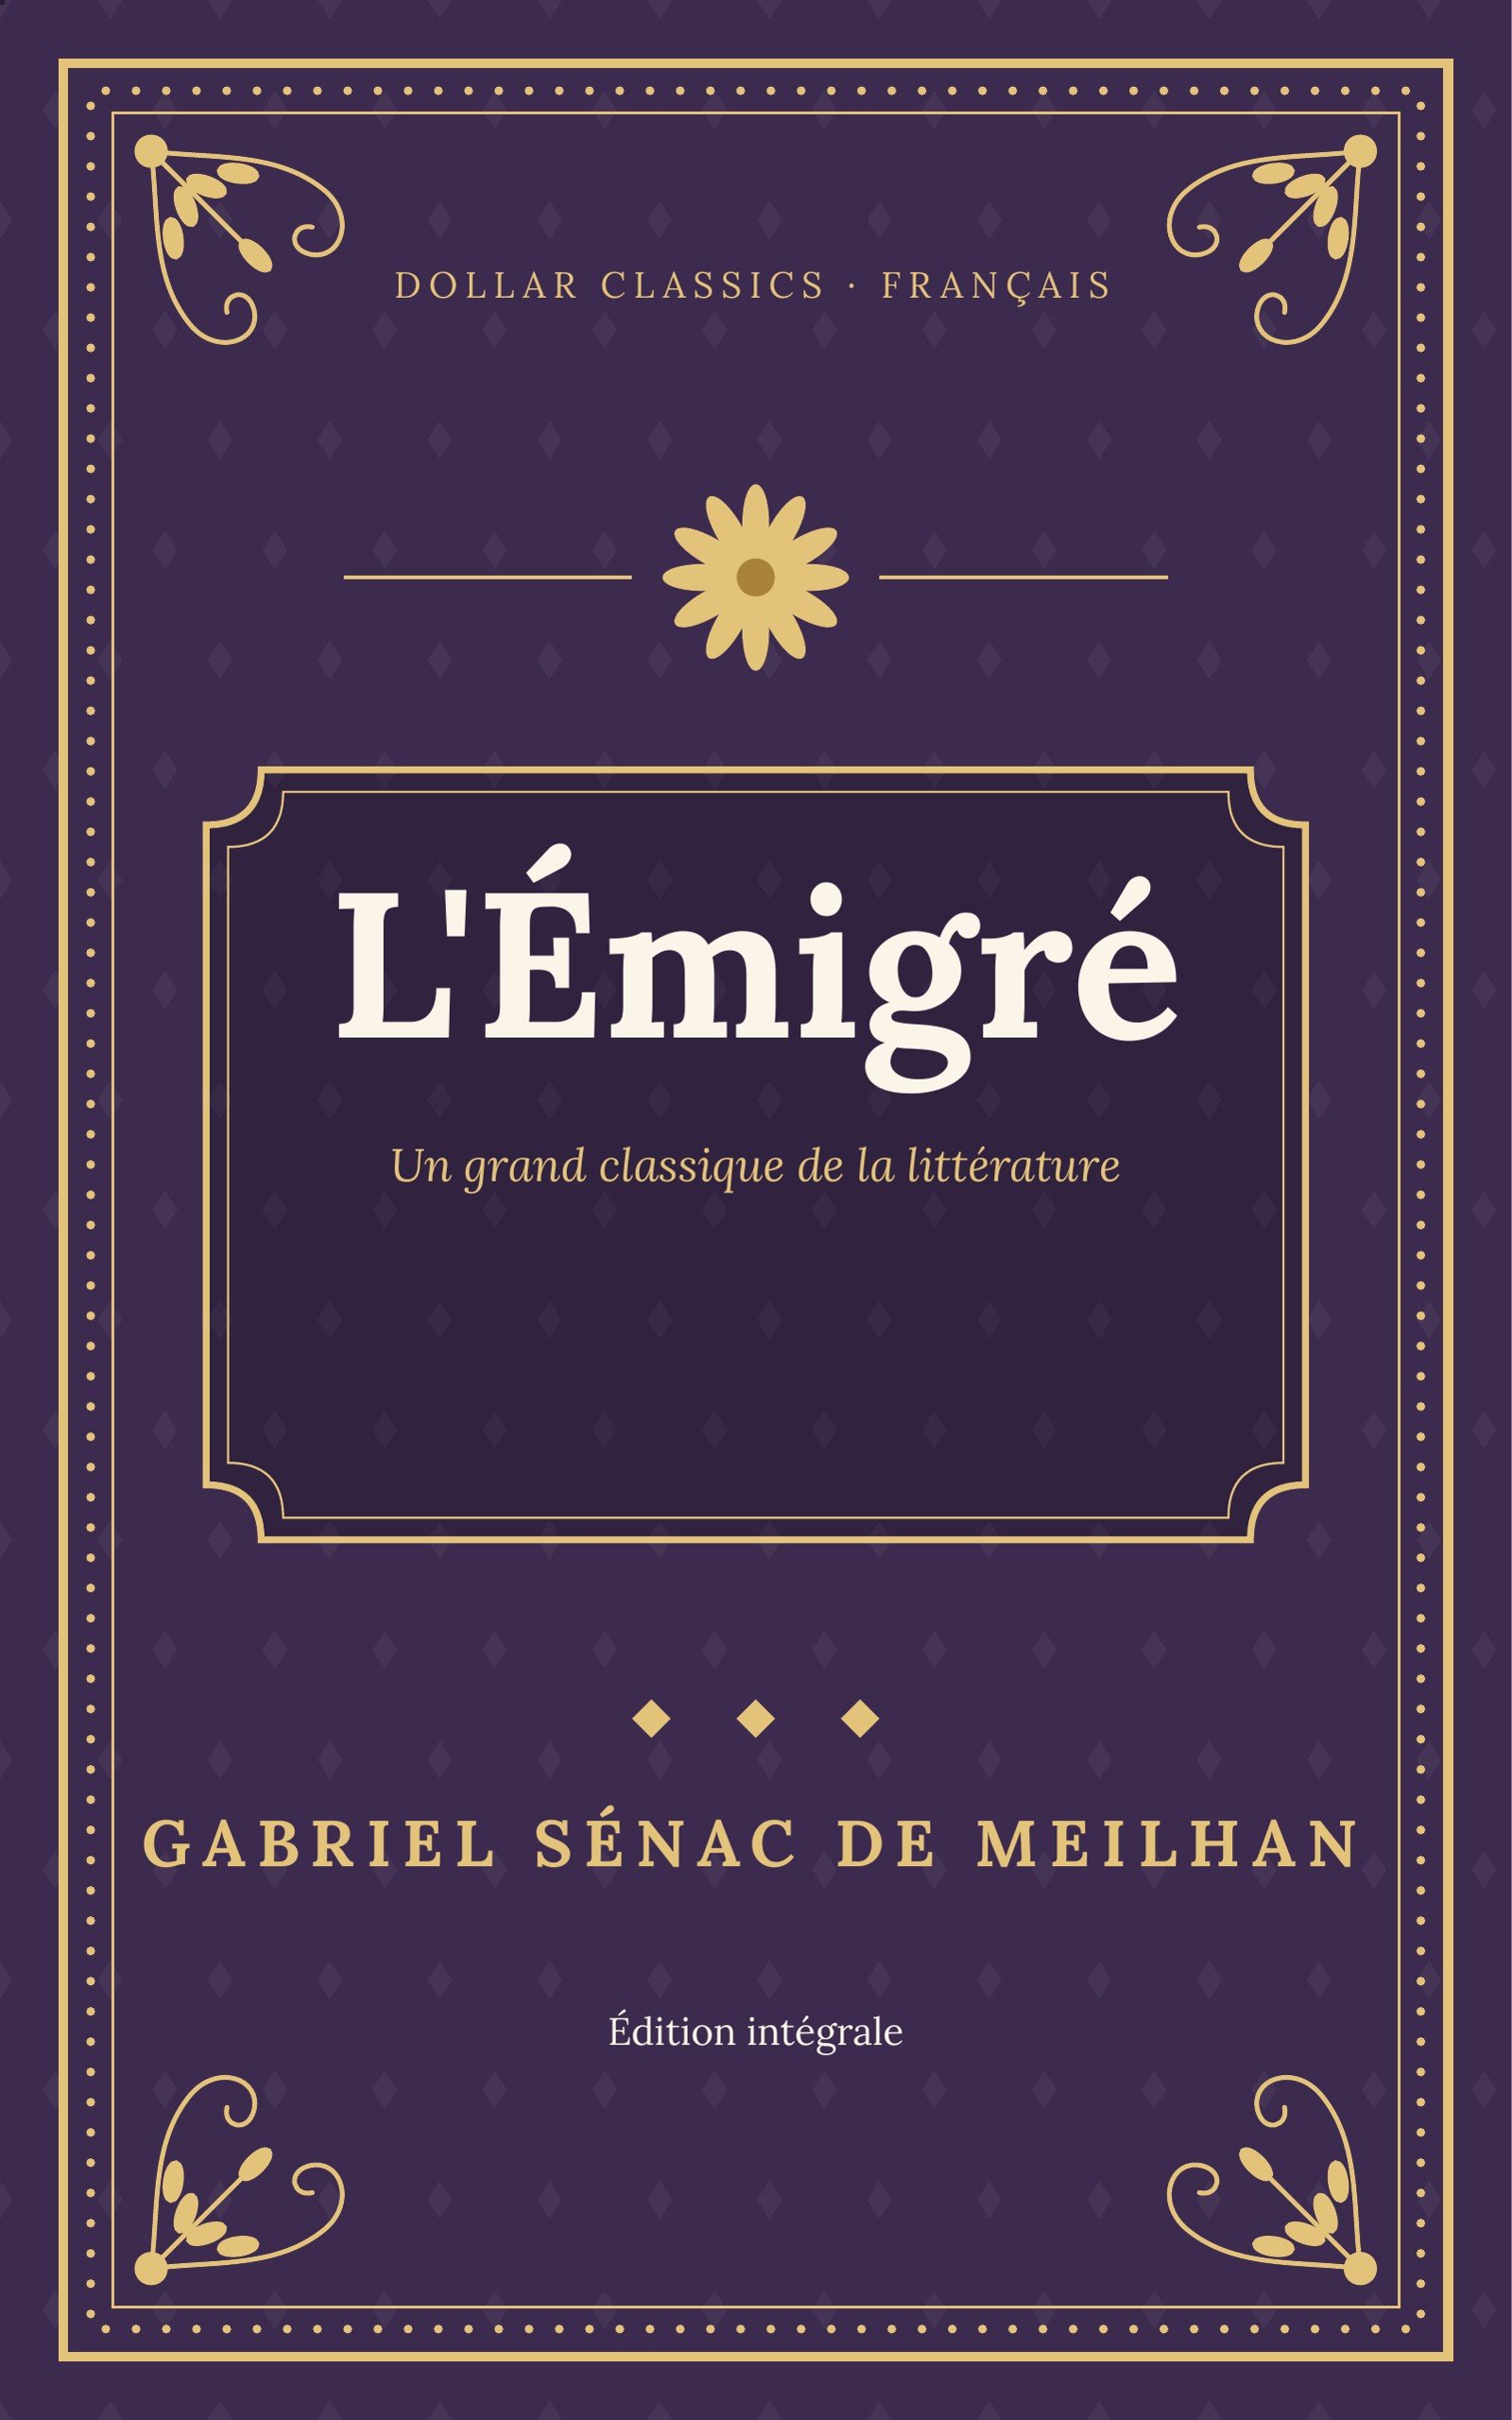 DOLLAR CLASSICS · FRANÇAIS
L'Émigré
Un grand classique de la littérature
GABRIEL SÉNAC DE MEILHAN
Édition intégrale